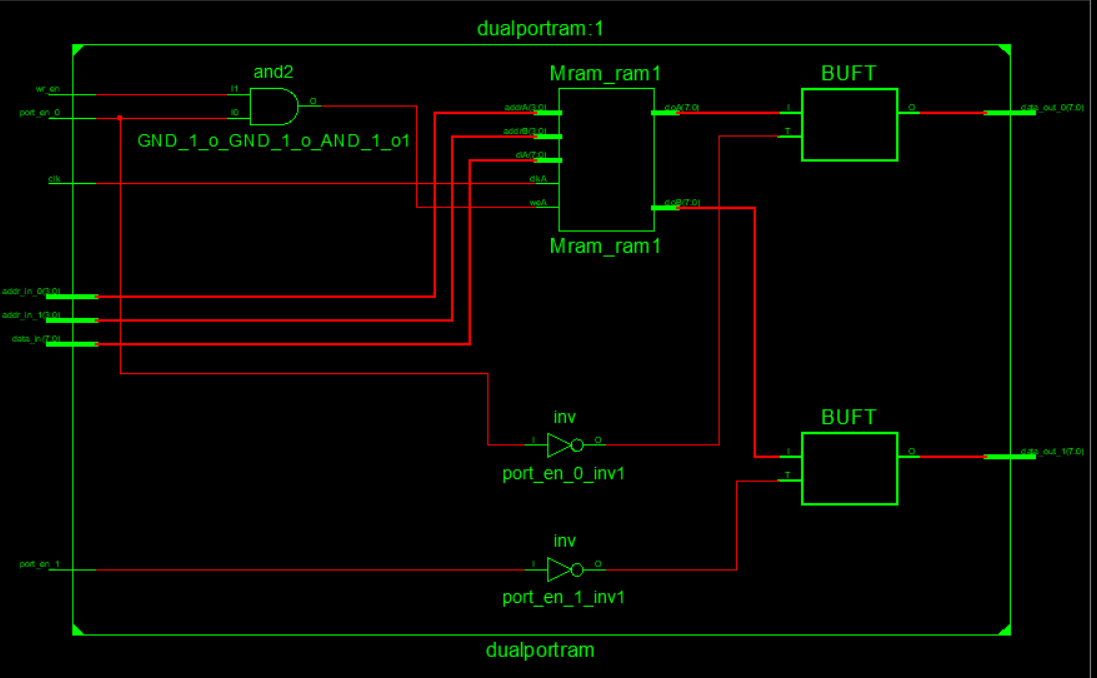 dualportram:1
and2
Mram_ram1
BUFT
wr_en
I1
port_en_0
I0
O
addrA(3:0)
doA(7:0)
I
O
data_out_0(7:0)
addrB(3:0)
T
GND_1_o_GND_1_o_AND_1_o1
diA(7:0)
clk
clkA
weA
doB(7:0)
Mram_ram1
addr_in_0(3:0)
addr_in_1(3:0)
data_in(7:0)
inv
BUFT
I
O
I
O
data_out_1(7:0)
port_en_0_inv1
T
inv
port_en_1
I
O
port_en_1_inv1
dualportram